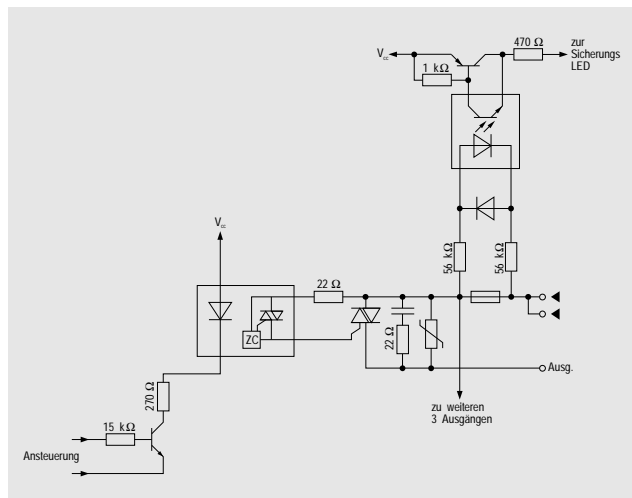 470 Ω
zur
Sicherungs
LED
Vcc
1 kΩ
Vcc
56 kΩ
56 kΩ
22 Ω
ZC
22 Ω
Ausg.
270 Ω
zu weiteren
3 Ausgängen
15 kΩ
Ansteuerung